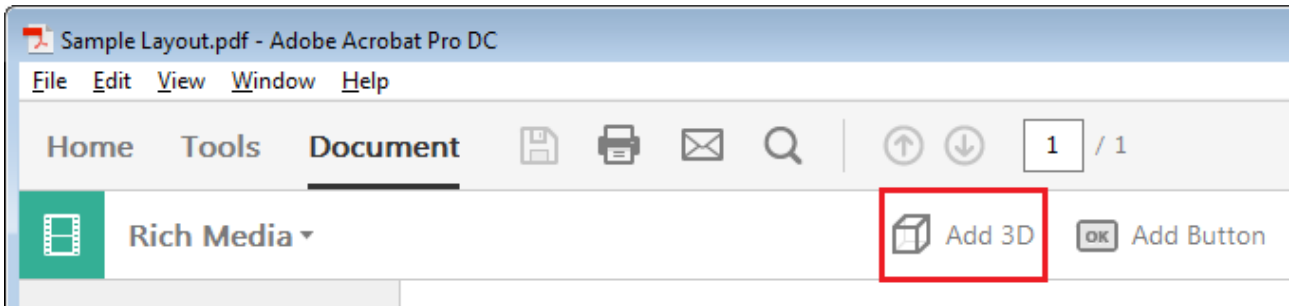 Sample Layout.pdf - Adobe Acrobat Pro DC
File Edit View Window Help
Home Tools Document 1 / 1
Rich Media Add 3D OK Add Button